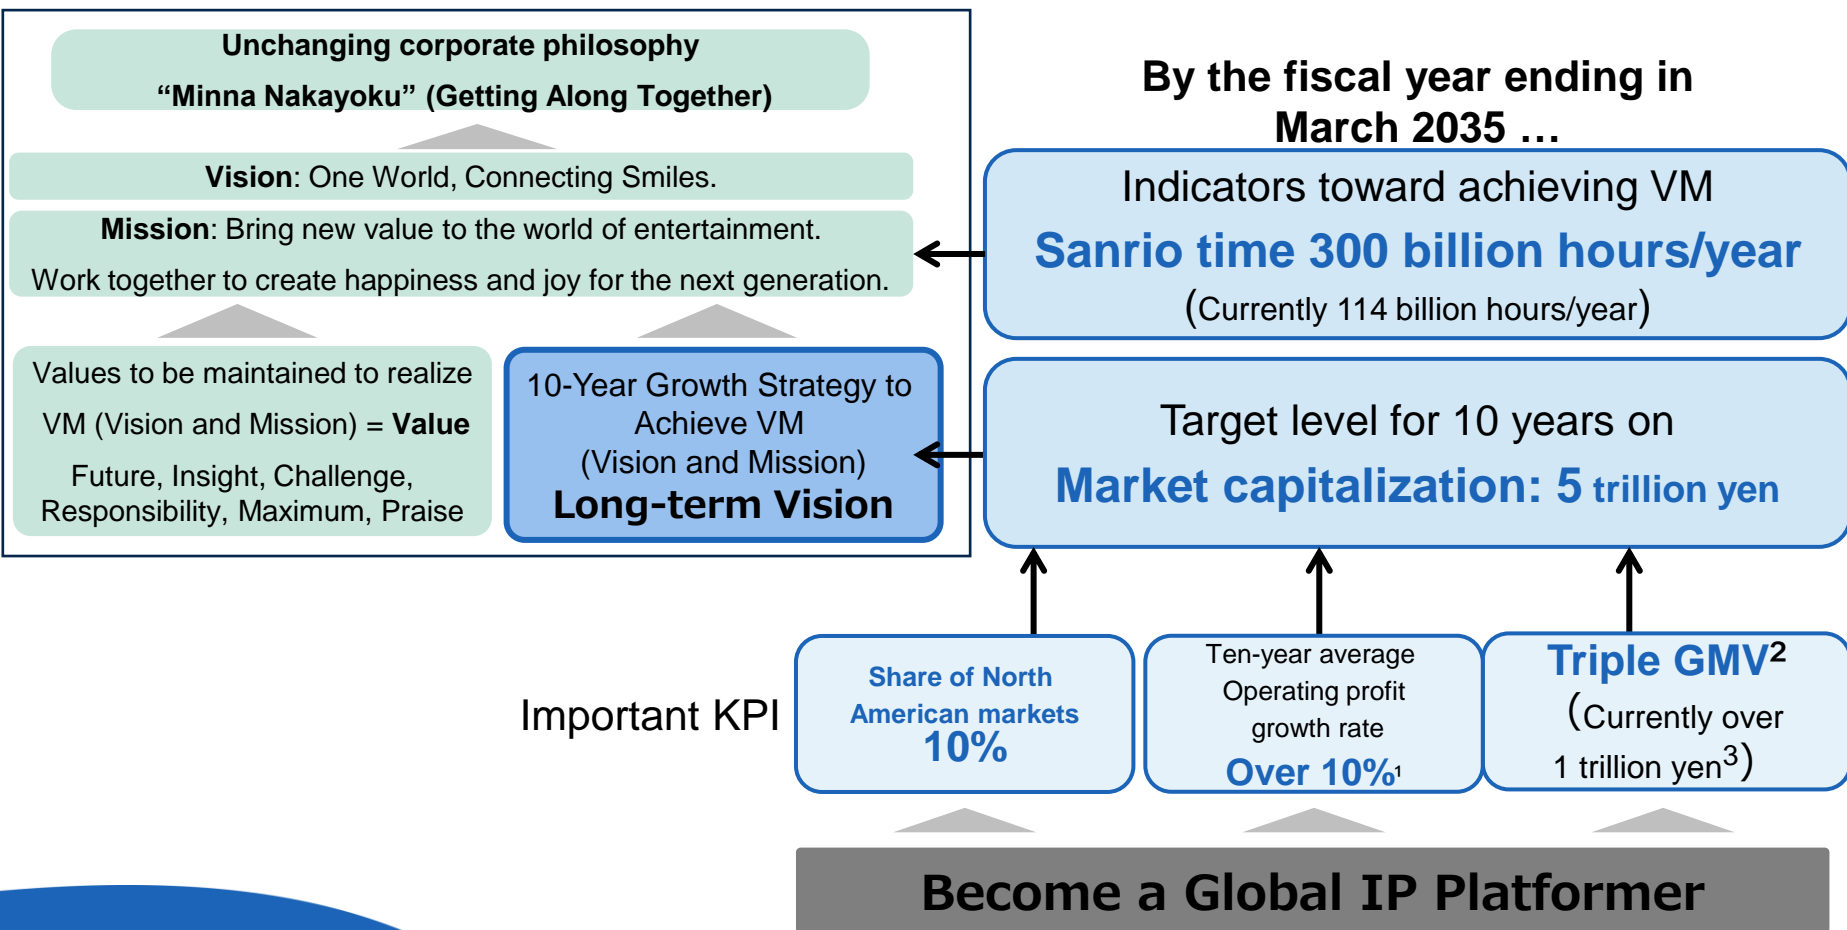 Unchanging corporate philosophy
“Minna Nakayoku” (Getting Along Together)
Vision: One World, Connecting Smiles.
Mission: Bring new value to the world of entertainment.
Work together to create happiness and joy for the next generation.
Values to be maintained to realize
VM (Vision and Mission) = Value
Future, Insight, Challenge,
Responsibility, Maximum, Praise
10-Year Growth Strategy to
Achieve VM
(Vision and Mission)
Long-term Vision
By the fiscal year ending in
March 2035 …
Indicators toward achieving VM
Sanrio time 300 billion hours/year
(Currently 114 billion hours/year)
Target level for 10 years on
Market capitalization: 5 trillion yen
Important KPI
Share of North
American markets
10%
Ten-year average
Operating profit
growth rate
Over 10%¹
Triple GMV²
(Currently over
1 trillion yen³)
Become a Global IP Platformer